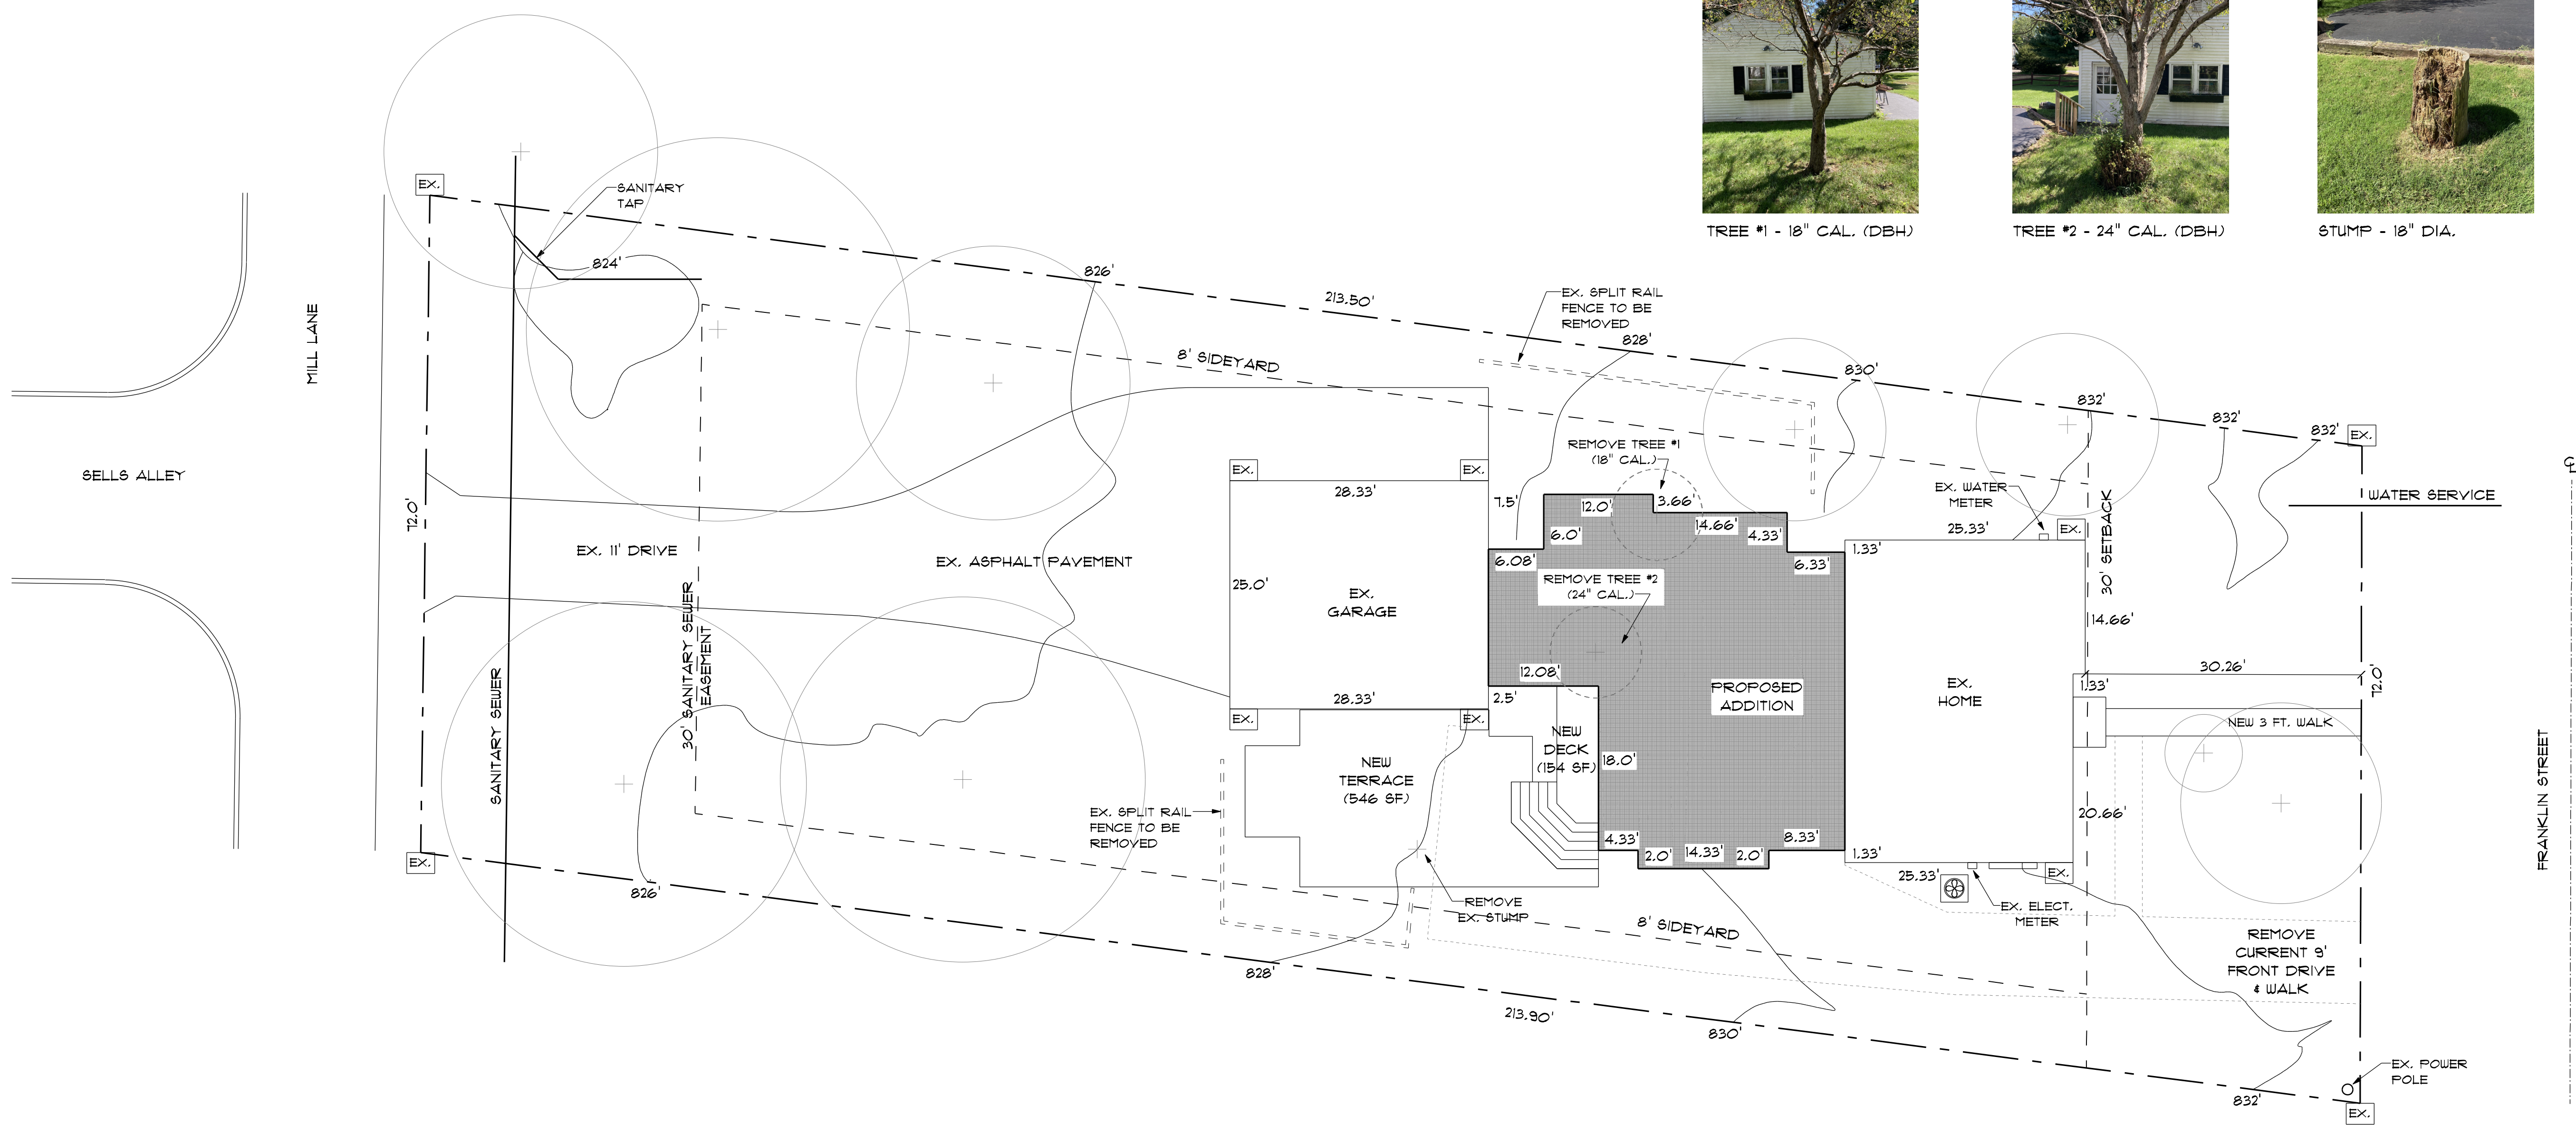 TREE #1 - 18" CAL. (DBH)
TREE #2 - 24" CAL. (DBH)
STUMP - 18" DIA.
EX.
SANITARY
TAP
824'
826'
213.50'
EX. SPLIT RAIL
FENCE TO BE
REMOVED
828'
8' SIDEYARD
830'
832'
832'
832'
EX.
MILL LANE
SELLS ALLEY
72.0'
EX. 11' DRIVE
30' SANITARY SEWER
EASEMENT
SANITARY SEWER
EX. ASPHALT PAVEMENT
EX.
EX.
28.33'
25.0'
EX.
GARAGE
28.33'
EX.
EX.
7.5'
REMOVE TREE #1
(18" CAL.)
12.0'
3.66'
14.66'
4.33'
6.0'
6.08'
6.33'
REMOVE TREE #2
(24" CAL.)
12.08'
2.5'
PROPOSED
ADDITION
18.0'
4.33'
2.0'
14.33'
2.0'
8.33'
EX. WATER
METER
25.33'
EX.
1.33'
30' SETBACK
14.66'
EX.
HOME
1.33'
30.26'
72.0'
WATER SERVICE
℄
NEW 3 FT. WALK
20.66'
1.33'
25.33'
EX.
EX. ELECT.
METER
NEW
DECK
(154 SF)
NEW
TERRACE
(546 SF)
EX. SPLIT RAIL
FENCE TO BE
REMOVED
REMOVE
EX. STUMP
8' SIDEYARD
REMOVE
CURRENT 9'
FRONT DRIVE
& WALK
FRANKLIN STREET
EX.
826'
828'
213.90'
830'
832'
EX. POWER
POLE
EX.